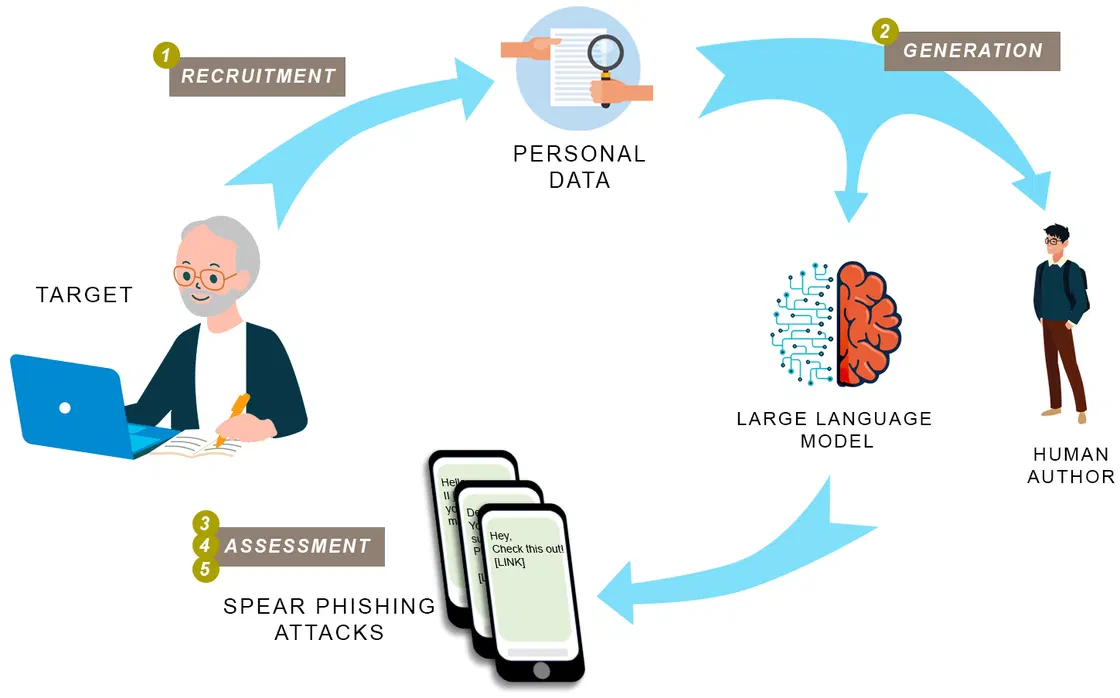 1
RECRUITMENT
2
GENERATION
PERSONAL
DATA
TARGET
LARGE LANGUAGE
MODEL
HUMAN
AUTHOR
3
4
5
ASSESSMENT
SPEAR PHISHING
ATTACKS
Hey,
Check this out!
[LINK]